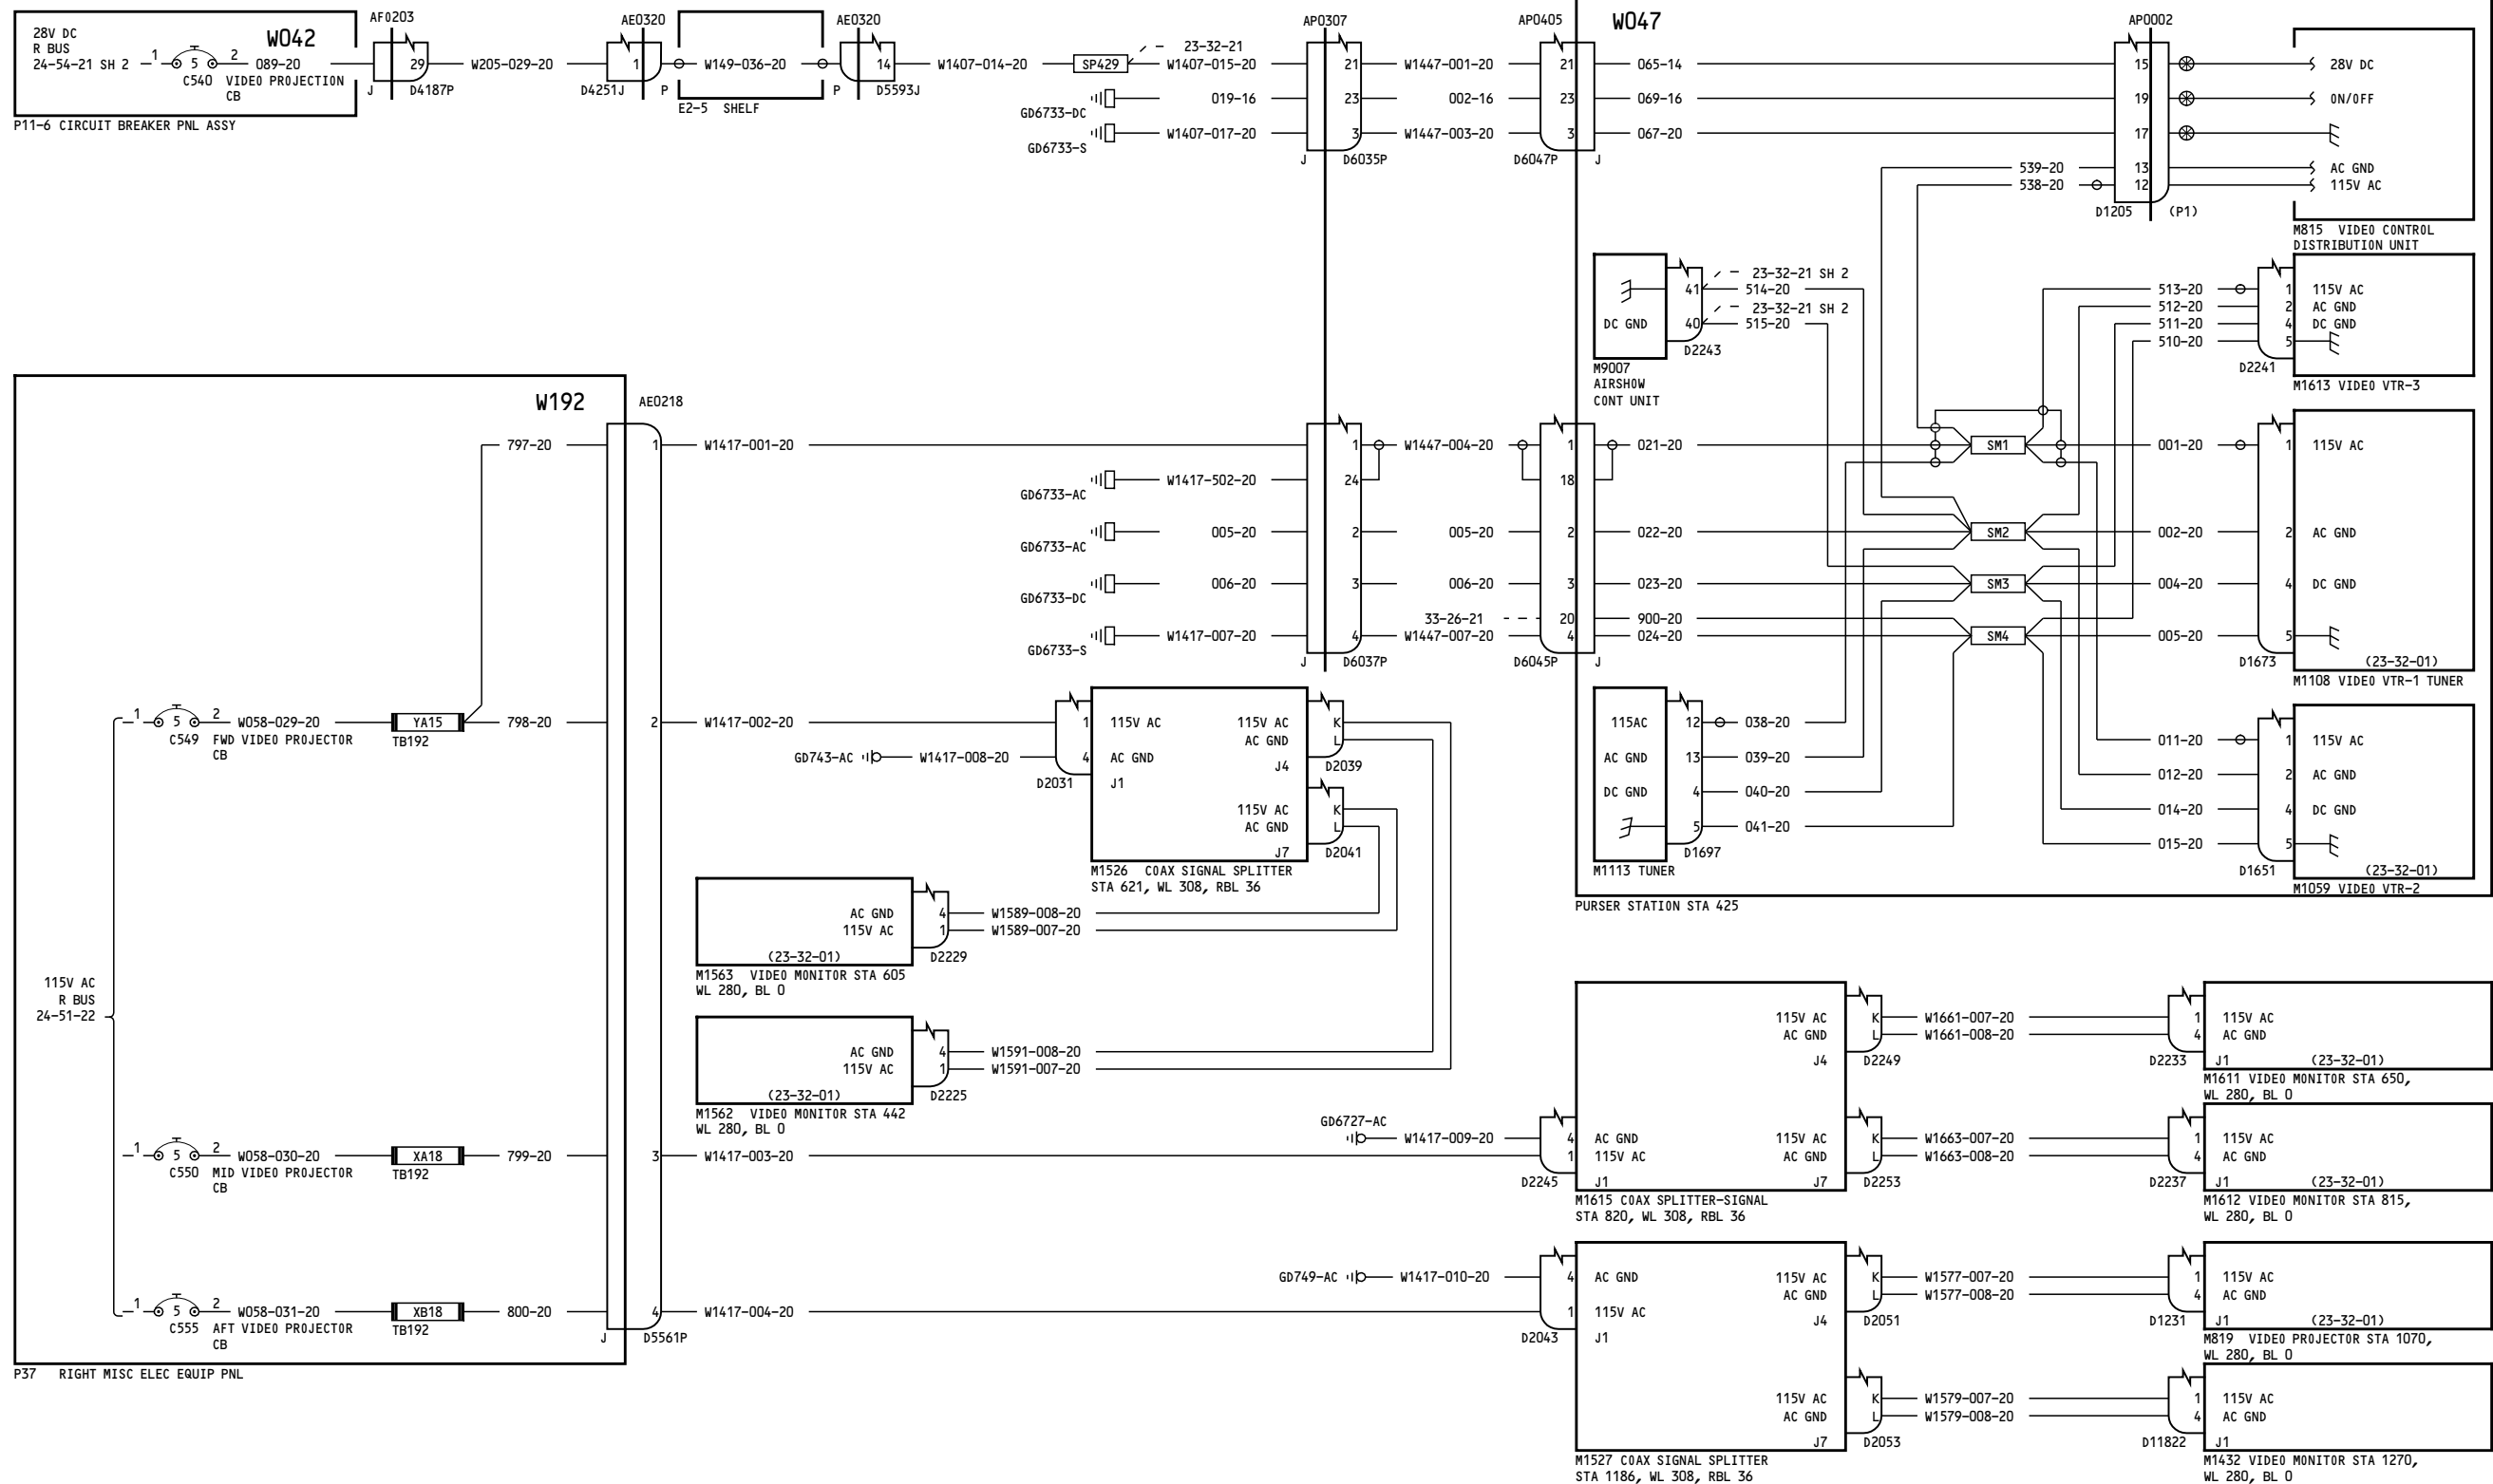 28V DC
R BUS
24-54-21 SH 2
1
5
2
C540
W042
089-20
VIDEO PROJECTION
CB
P11-6 CIRCUIT BREAKER PNL ASSY
AF0203
29
J
D4187P
W205-029-20
AE0320
1
D4251J
P
W149-036-20
E2-5 SHELF
AE0320
14
P
D5593J
W1407-014-20
SP429
23-32-21
W1407-015-20
GD6733-DC
019-16
GD6733-S
W1407-017-20
AP0307
21
23
3
J
D6035P
W1447-001-20
002-16
W1447-003-20
AP0405
21
23
3
D6047P
J
W047
065-14
069-16
067-20
539-20
538-20
AP0002
15
19
17
13
12
D1205
(P1)
28V DC
ON/OFF
AC GND
115V AC
M815 VIDEO CONTROL
DISTRIBUTION UNIT
DC GND
41
40
23-32-21 SH 2
514-20
23-32-21 SH 2
515-20
D2243
M9007
AIRSHOW
CONT UNIT
513-20
512-20
511-20
510-20
1
2
4
5
115V AC
AC GND
DC GND
D2241
M1613 VIDEO VTR-3
W192
AE0218
797-20
1
W1417-001-20
GD6733-AC
W1417-502-20
GD6733-AC
005-20
GD6733-DC
006-20
GD6733-S
W1417-007-20
1
24
2
3
4
J
D6037P
W1447-004-20
005-20
006-20
33-26-21
W1447-007-20
1
18
2
3
20
4
D6045P
J
021-20
022-20
023-20
900-20
024-20
SM1
SM2
SM3
SM4
001-20
002-20
004-20
005-20
1
2
4
5
115V AC
AC GND
DC GND
D1673
(23-32-01)
M1108 VIDEO VTR-1 TUNER
1
5
2
C549
W058-029-20
FWD VIDEO PROJECTOR
CB
YA15
TB192
798-20
2
W1417-002-20
GD743-AC
W1417-008-20
1
4
D2031
115V AC
AC GND
J1
115V AC
AC GND
J4
K
L
D2039
115V AC
AC GND
J7
K
L
D2041
M1526 COAX SIGNAL SPLITTER
STA 621, WL 308, RBL 36
115AC
AC GND
DC GND
12
13
4
5
038-20
039-20
040-20
041-20
D1697
M1113 TUNER
011-20
012-20
014-20
015-20
1
2
4
5
115V AC
AC GND
DC GND
D1651
(23-32-01)
M1059 VIDEO VTR-2
PURSER STATION STA 425
AC GND
115V AC
(23-32-01)
4
1
W1589-008-20
W1589-007-20
D2229
M1563 VIDEO MONITOR STA 605
WL 280, BL 0
AC GND
115V AC
(23-32-01)
4
1
W1591-008-20
W1591-007-20
D2225
M1562 VIDEO MONITOR STA 442
WL 280, BL 0
115V AC
R BUS
24-51-22
1
5
2
C550
W058-030-20
MID VIDEO PROJECTOR
CB
XA18
TB192
799-20
3
W1417-003-20
GD6727-AC
W1417-009-20
4
1
D2245
AC GND
115V AC
J1
115V AC
AC GND
J4
K
L
D2249
W1661-007-20
W1661-008-20
1
4
D2233
115V AC
AC GND
J1
(23-32-01)
M1611 VIDEO MONITOR STA 650,
WL 280, BL 0
115V AC
AC GND
J7
K
L
D2253
W1663-007-20
W1663-008-20
1
4
D2237
115V AC
AC GND
J1
(23-32-01)
M1612 VIDEO MONITOR STA 815,
WL 280, BL 0
M1615 COAX SPLITTER-SIGNAL
STA 820, WL 308, RBL 36
1
5
2
C555
W058-031-20
AFT VIDEO PROJECTOR
CB
XB18
TB192
800-20
4
J
D5561P
W1417-004-20
P37 RIGHT MISC ELEC EQUIP PNL
GD749-AC
W1417-010-20
4
1
D2043
AC GND
115V AC
J1
115V AC
AC GND
J4
K
L
D2051
W1577-007-20
W1577-008-20
1
4
D1231
115V AC
AC GND
J1
(23-32-01)
M819 VIDEO PROJECTOR STA 1070,
WL 280, BL 0
115V AC
AC GND
J7
K
L
D2053
W1579-007-20
W1579-008-20
1
4
D11822
115V AC
AC GND
J1
M1432 VIDEO MONITOR STA 1270,
WL 280, BL 0
M1527 COAX SIGNAL SPLITTER
STA 1186, WL 308, RBL 36